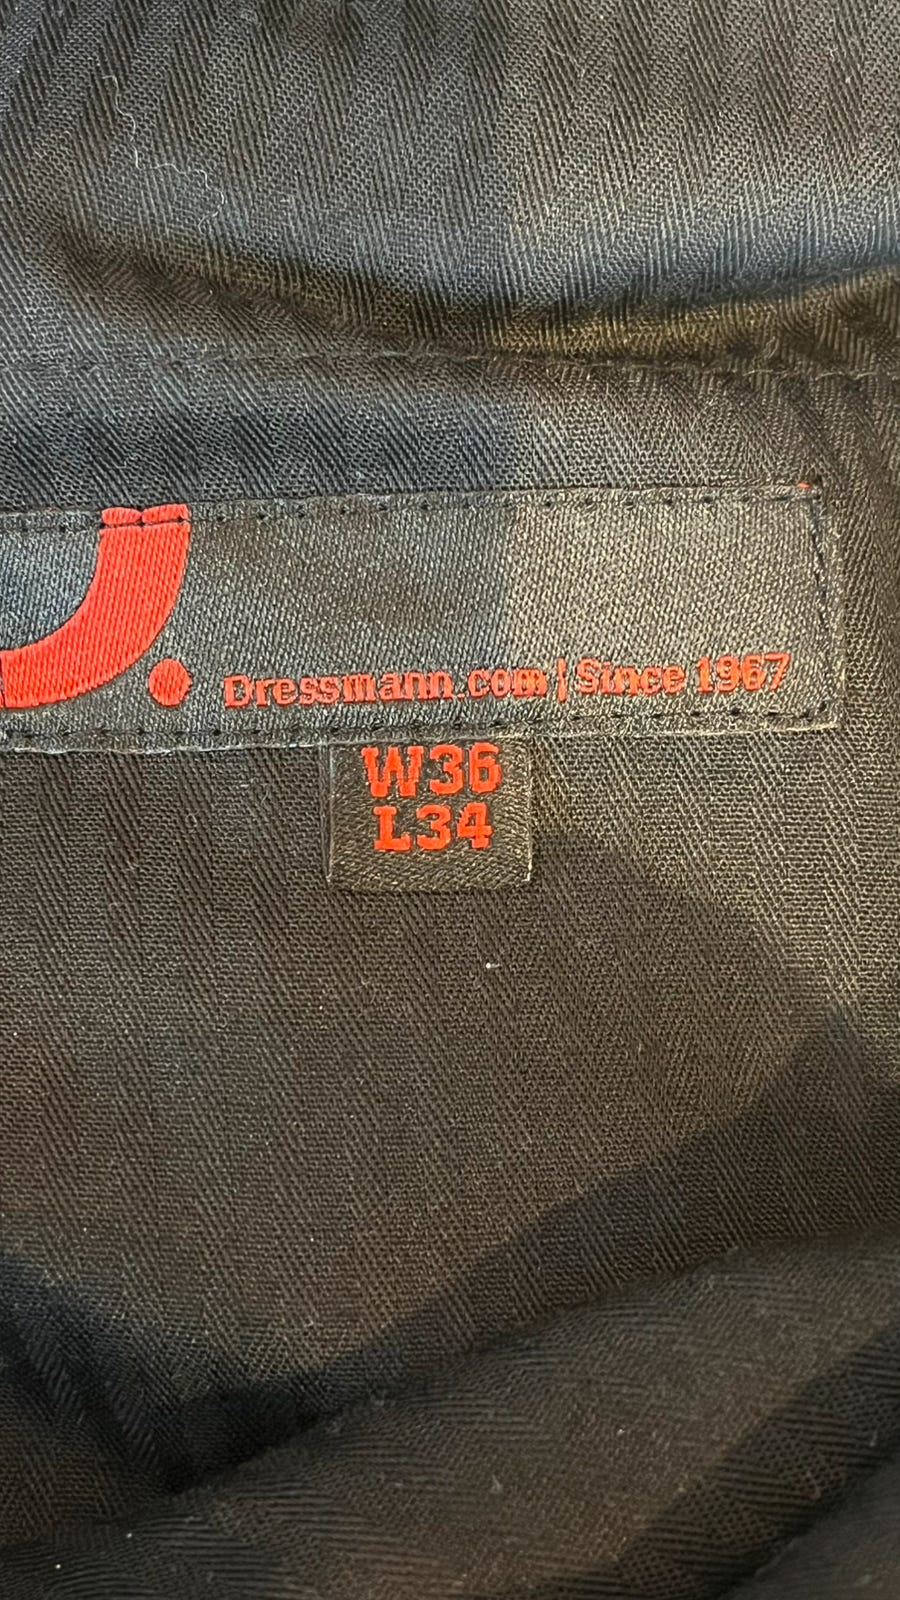 D.
Dressmann.com | Since 1967
W36
L34